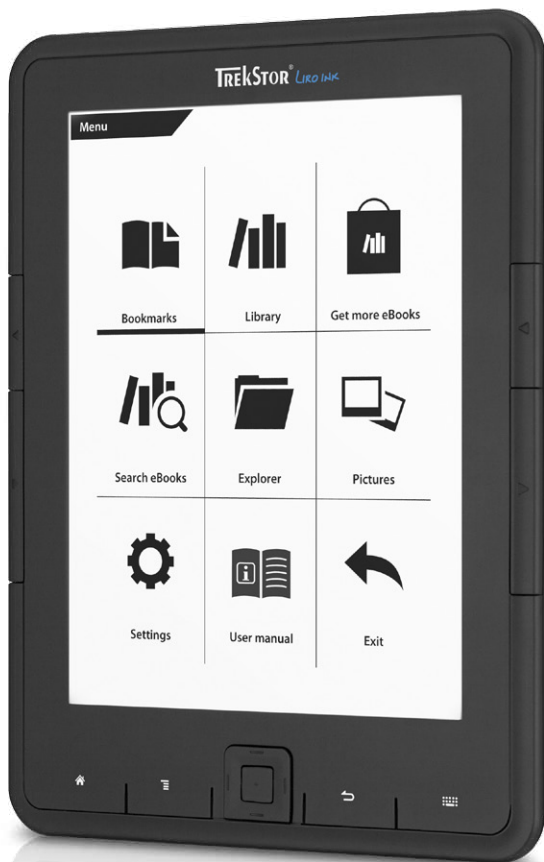 TREKSTOR® LIRO INK
Menu
Bookmarks
Library
Get more eBooks
Search eBooks
Explorer
Pictures
Settings
User manual
Exit